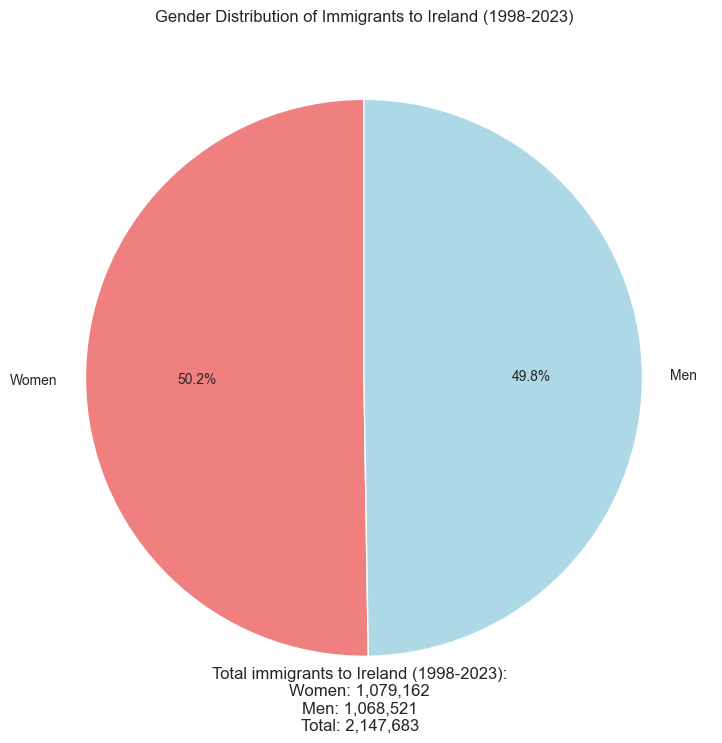 Gender Distribution of Immigrants to Ireland (1998-2023)
50.2%
49.8%
Women
Men
Total immigrants to Ireland (1998-2023):
Women: 1,079,162
Men: 1,068,521
Total: 2,147,683